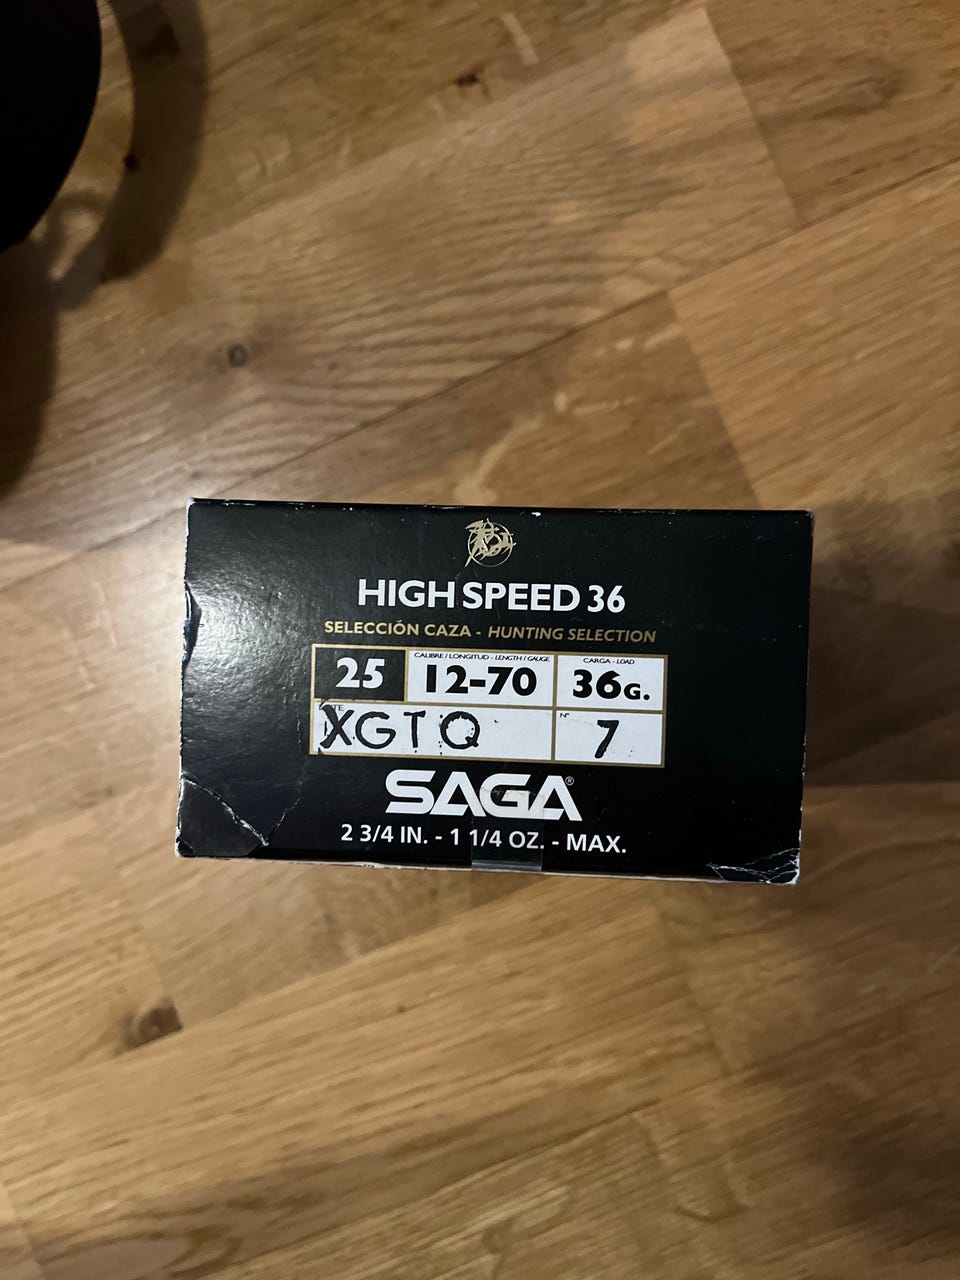 HIGH SPEED 36
SELECCIÓN CAZA - HUNTING SELECTION
25
CALIBRE / LONGITUD - LENGTH / GAUGE
12-70
CARGA - LOAD
36G.
XGTQ
Nº
7
SAGA®
2 3/4 IN. - 1 1/4 OZ. - MAX.